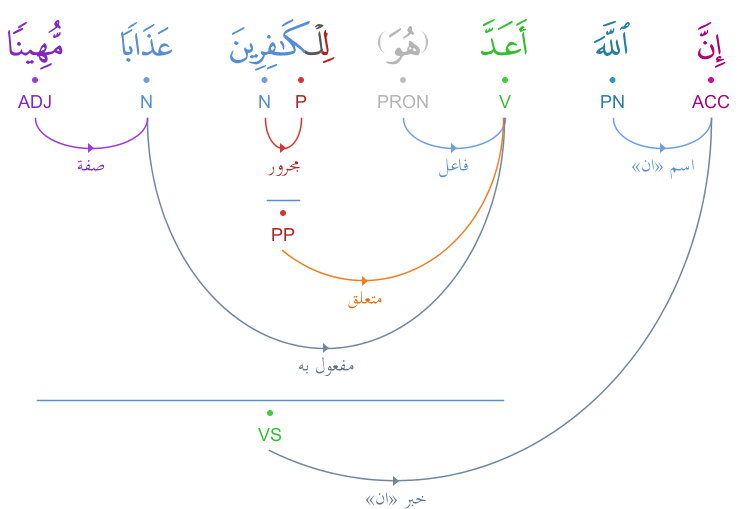 إِنَّ ٱللَّهَ أَعَدَّ (هُوَ) لِلْكَـٰفِرِينَ عَذَابًا مُّهِينًا
ACC PN V PRON P N N ADJ
اسم «ان» فاعل مجرور صفة
PP
متعلق
مفعول به
VS
خبر «ان»